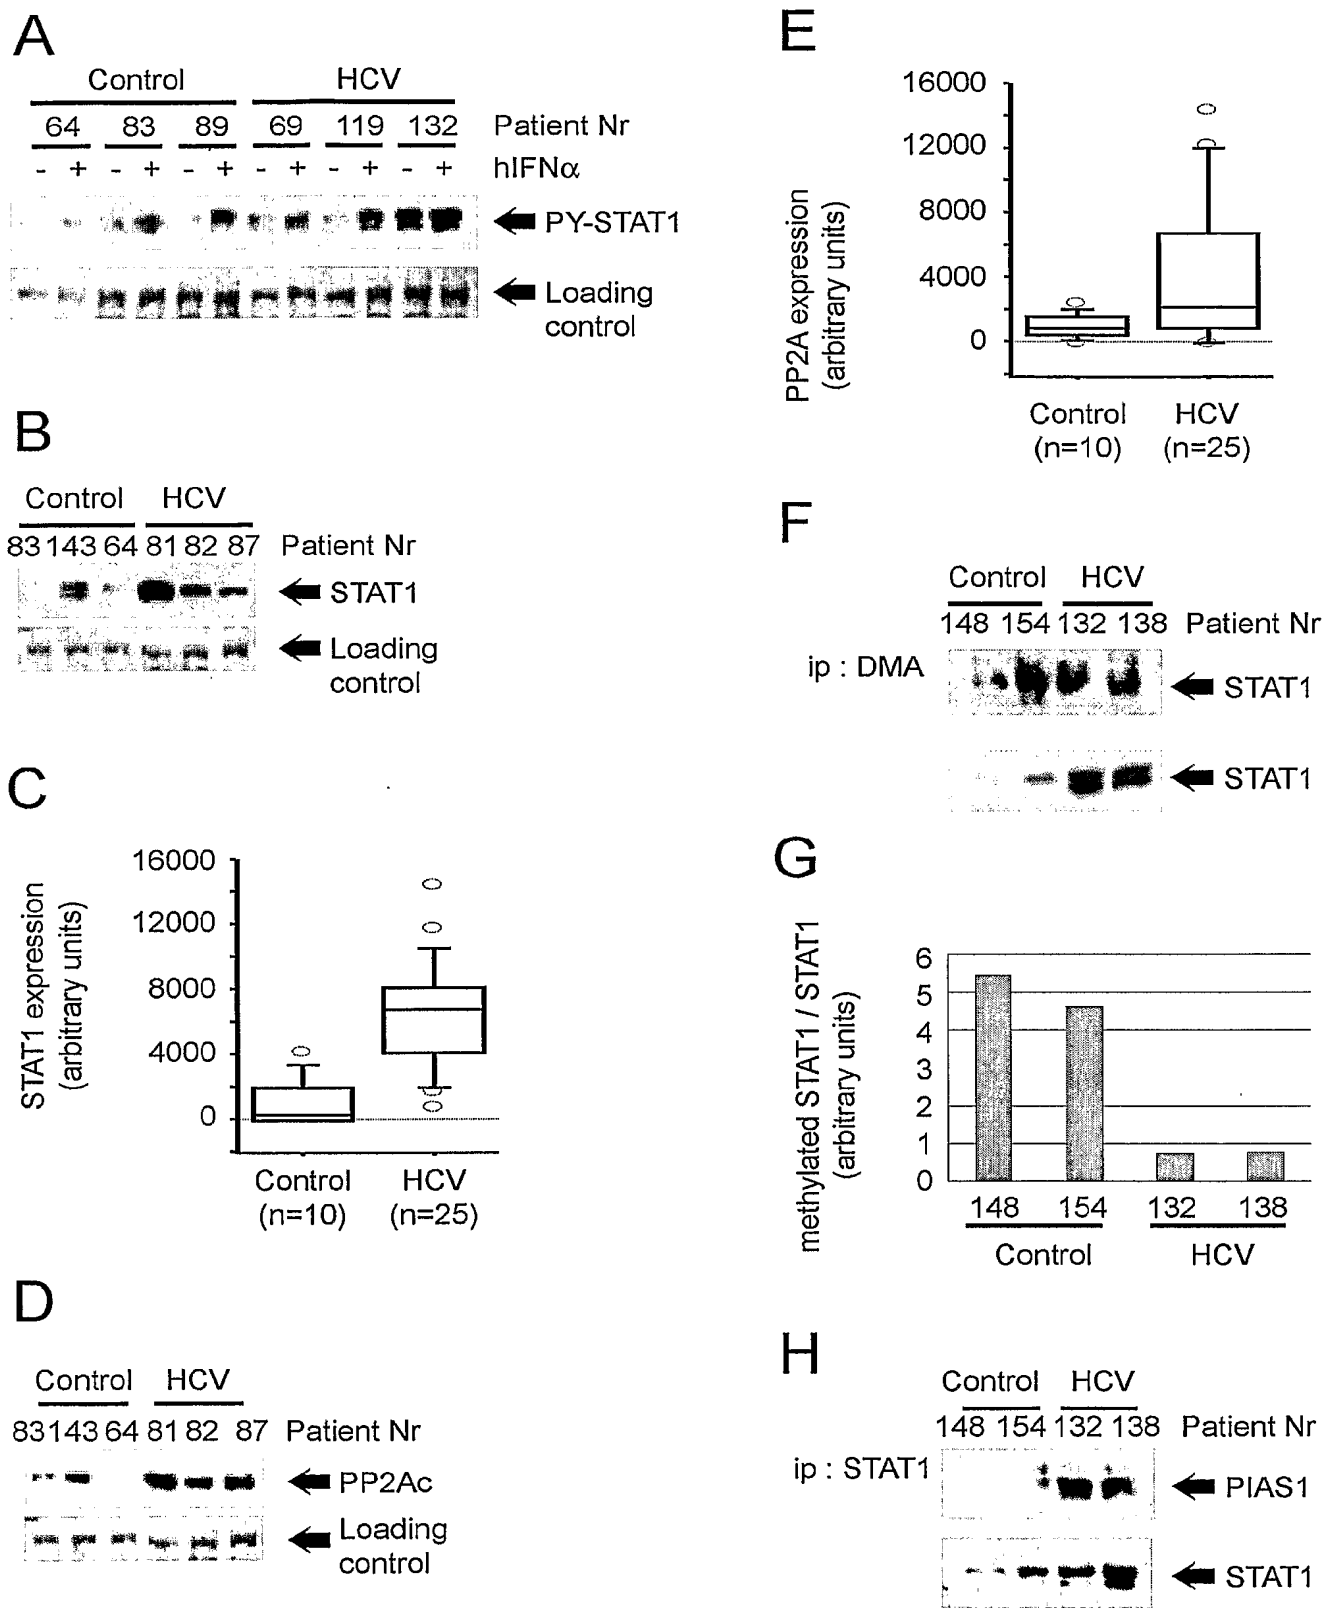 A
Control HCV
64 83 89 69 119 132 Patient Nr
- + - + - + - + - + - + hIFNα
PY-STAT1
Loading
control
B
Control HCV
83 143 64 81 82 87 Patient Nr
STAT1
Loading
control
C
STAT1 expression
(arbitrary units)
16000
12000
8000
4000
0
Control HCV
(n=10) (n=25)
D
Control HCV
83 143 64 81 82 87 Patient Nr
PP2Ac
Loading
control
E
PP2A expression
(arbitrary units)
16000
12000
8000
4000
0
Control HCV
(n=10) (n=25)
F
Control HCV
148 154 132 138 Patient Nr
ip : DMA
STAT1
STAT1
G
methylated STAT1 / STAT1
(arbitrary units)
6
5
4
3
2
1
0
148 154 132 138
Control HCV
H
Control HCV
148 154 132 138 Patient Nr
ip : STAT1
PIAS1
STAT1